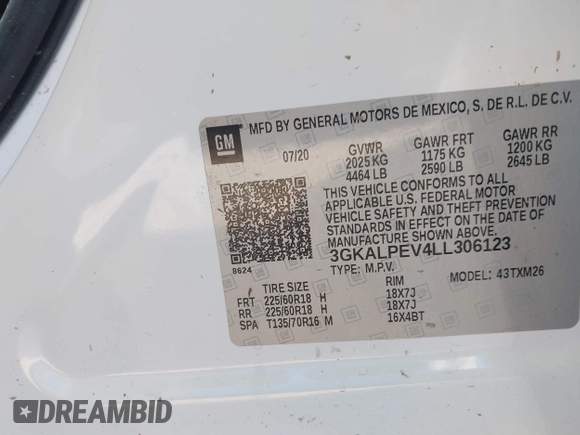 GM
MFD BY GENERAL MOTORS DE MEXICO, S. DE R.L. DE C.V.
07/20 GVWR GAWR FRT GAWR RR
2025 KG 1175 KG 1200 KG
4464 LB 2590 LB 2645 LB
THIS VEHICLE CONFORMS TO ALL
APPLICABLE U.S. FEDERAL MOTOR
VEHICLE SAFETY AND THEFT PREVENTION
STANDARDS IN EFFECT ON THE DATE OF
MANUFACTURE SHOWN ABOVE.
8624 3GKALPEV4LL306123
TYPE: M.P.V. MODEL: 43TXM26
TIRE SIZE RIM
FRT 225/60R18 H 18X7J
RR 225/60R18 H 18X7J
SPA T135/70R16 M 16X4BT
DREAMBID